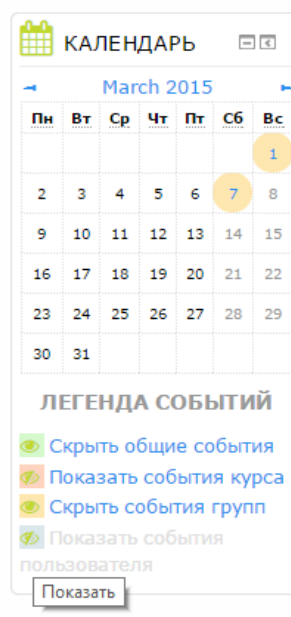 КАЛЕНДАРЬ
March 2015
Пн Вт Ср Чт Пт Сб Вс
1
2 3 4 5 6 7 8
9 10 11 12 13 14 15
16 17 18 19 20 21 22
23 24 25 26 27 28 29
30 31
ЛЕГЕНДА СОБЫТИЙ
Скрыть общие события
Показать события курса
Скрыть события групп
Показать события
пользователя
Показать